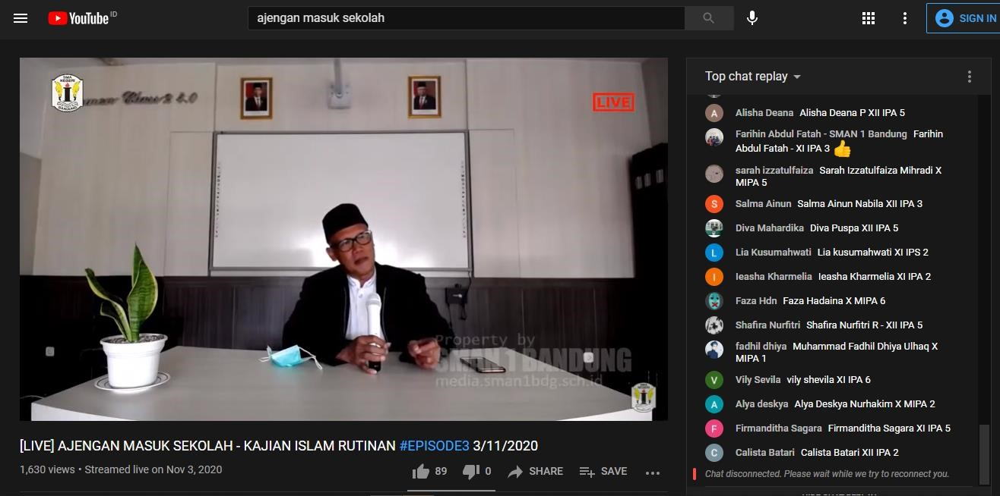 YouTube ID
ajengan masuk sekolah
SIGN IN
SMA NEGERI
BANDUNG
LIVE
Property by
SMAN 1 BANDUNG
media.sman1bdg.sch.id
[LIVE] AJENGAN MASUK SEKOLAH - KAJIAN ISLAM RUTINAN #EPISODE3 3/11/2020
1,630 views • Streamed live on Nov 3, 2020
89
0
SHARE
SAVE
Top chat replay
A
Alisha Deana Alisha Deana P XII IPA 5
Farihin Abdul Fatah - SMAN 1 Bandung Farihin
Abdul Fatah - XI IPA 3 👍
sarah izzatulfaiza Sarah Izzatulfaiza Mihradi X
MIPA 5
S
Salma Ainun Salma Ainun Nabila XII IPA 3
Diva Mahardika Diva Puspa XII IPA 5
L
Lia Kusumahwati Lia kusumahwati XI IPS 2
I
Ieasha Kharmelia Ieasha Kharmelia XI IPA 2
Faza Hdn Faza Hadaina X MIPA 6
Shafira Nurfitri Shafira Nurfitri R - XII IPA 5
fadhil dhiya Muhammad Fadhil Dhiya Ulhaq X
MIPA 1
V
Vily Sevila vily shevila XI IPA 6
A
Alya deskya Alya Deskya Nurhakim X MIPA 2
F
Firmanditha Sagara Firmanditha Sagara XI IPA 5
C
Calista Batari Calista Batari XII IPA 2
Chat disconnected. Please wait while we try to reconnect you.